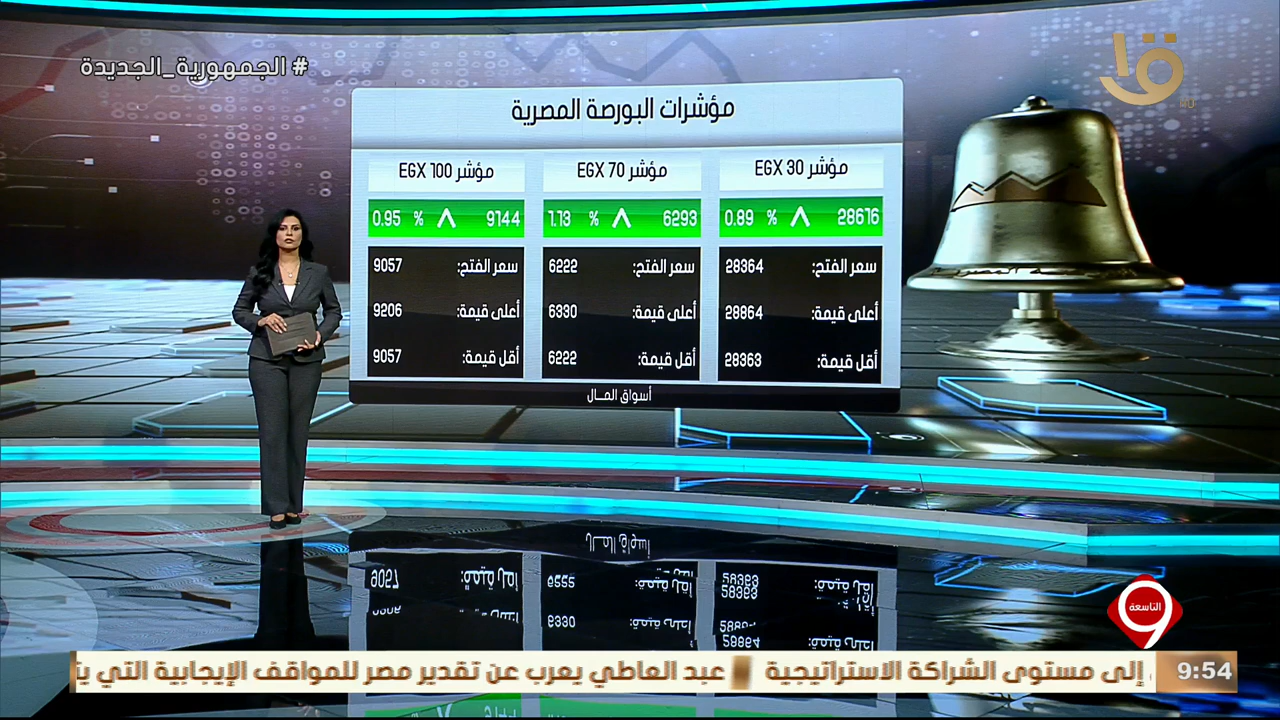 #الجمهورية_الجديدة
مؤشرات البورصة المصرية
مؤشر EGX 30
28616 % 0.89
سعر الفتح: 28364
أعلى قيمة: 28864
أقل قيمة: 28363
مؤشر EGX 70
6293 % 1.13
سعر الفتح: 6222
أعلى قيمة: 6330
أقل قيمة: 6222
مؤشر EGX 100
9144 % 0.95
سعر الفتح: 9057
أعلى قيمة: 9206
أقل قيمة: 9057
أسواق المـال
التاسعة
9
9:54
إلى مستوى الشراكة الاستراتيجية عبد العاطي يعرب عن تقدير مصر للمواقف الإيجابية التي